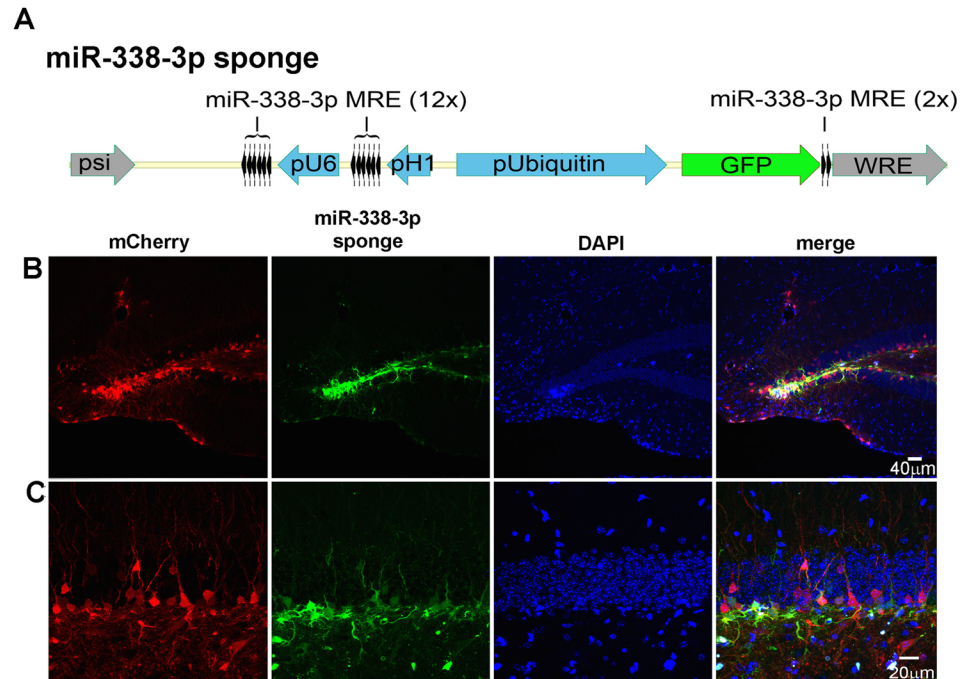 A
miR-338-3p sponge
miR-338-3p MRE (12x)
miR-338-3p MRE (2x)
psi
pU6
pH1
pUbiquitin
GFP
WRE
mCherry
miR-338-3p
sponge
DAPI
merge
B
40μm
C
20μm